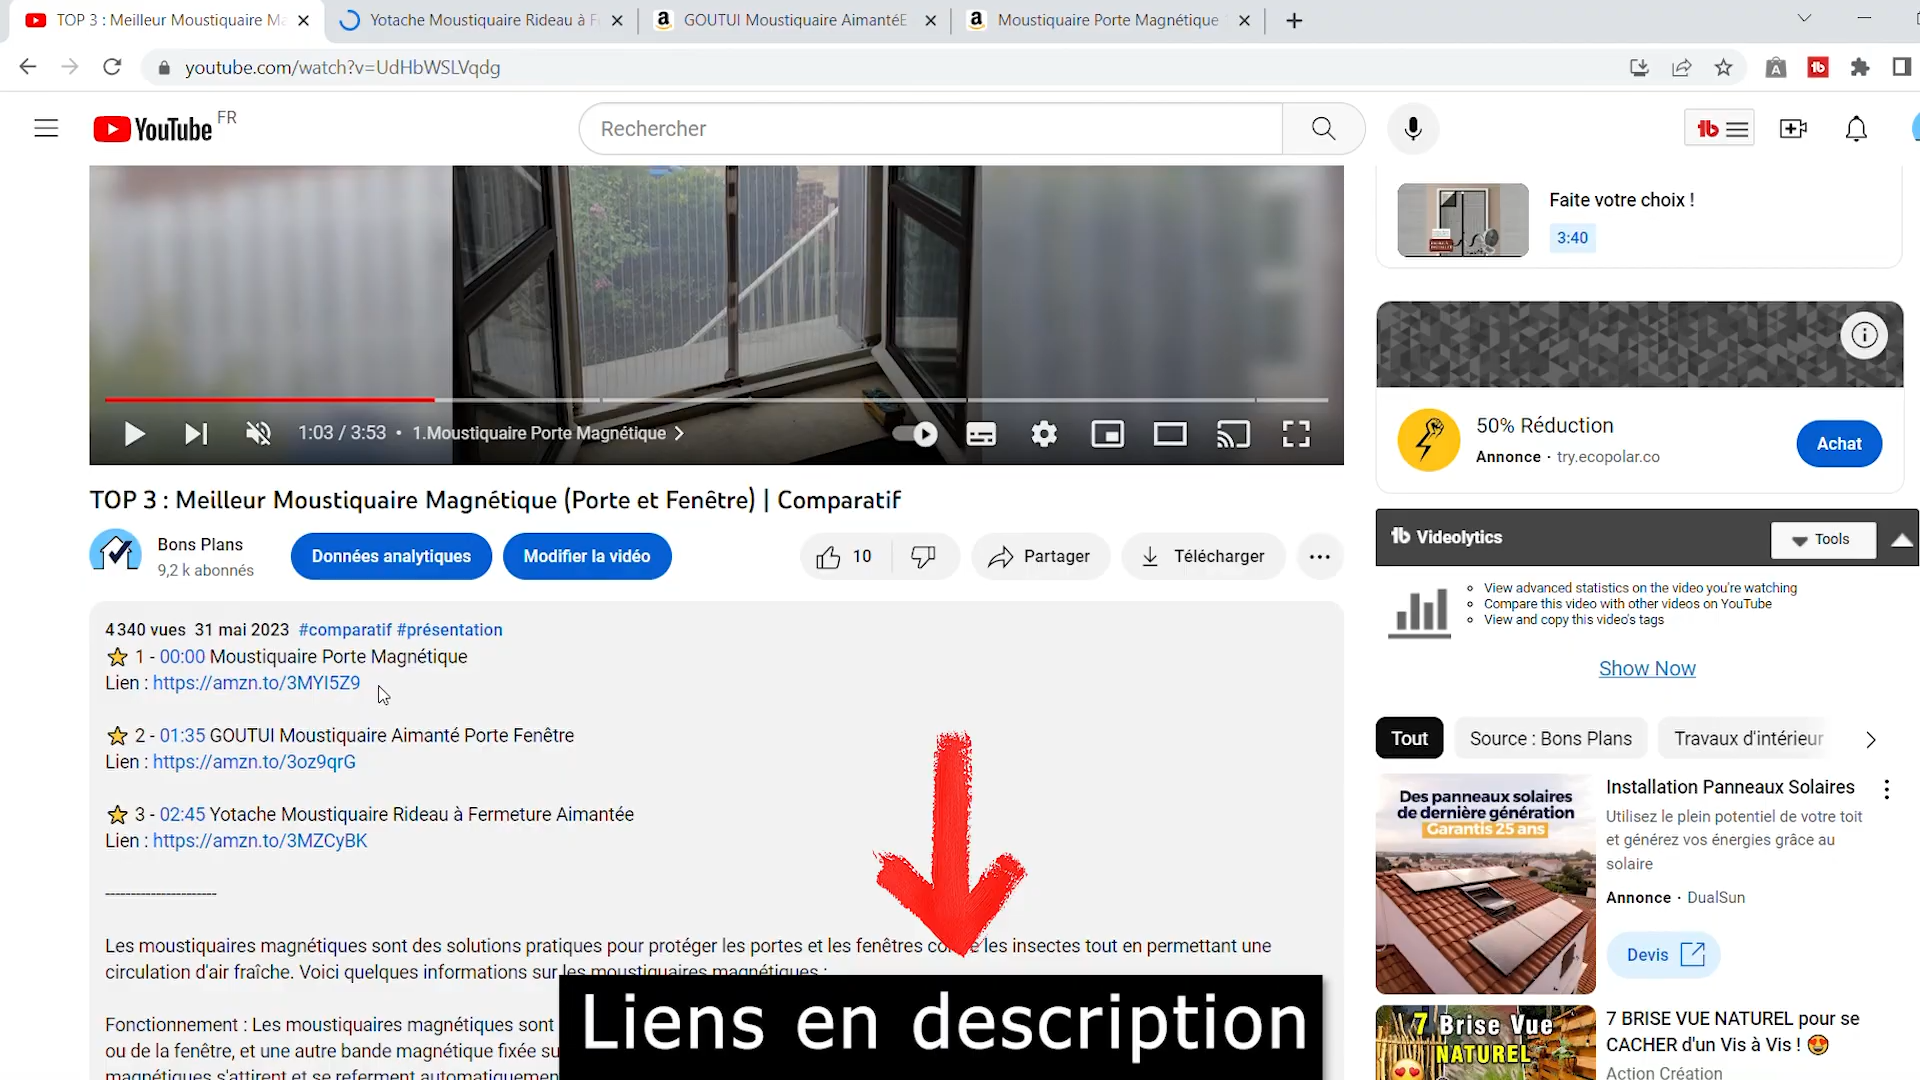 TOP 3 : Meilleur Moustiquaire Ma
Yotache Moustiquaire Rideau à F
GOUTUI Moustiquaire AimantéE
Moustiquaire Porte Magnétique
youtube.com/watch?v=UdHbWSLVqdg
YouTube FR
Rechercher
1:03 / 3:53 • 1.Moustiquaire Porte Magnétique >
TOP 3 : Meilleur Moustiquaire Magnétique (Porte et Fenêtre) | Comparatif
Bons Plans
9,2 k abonnés
Données analytiques
Modifier la vidéo
10
Partager
Télécharger
4 340 vues 31 mai 2023 #comparatif #présentation
1 - 00:00 Moustiquaire Porte Magnétique
Lien : https://amzn.to/3MYI5Z9
2 - 01:35 GOUTUI Moustiquaire Aimanté Porte Fenêtre
Lien : https://amzn.to/3oz9qrG
3 - 02:45 Yotache Moustiquaire Rideau à Fermeture Aimantée
Lien : https://amzn.to/3MZCyBK
----------------------
Les moustiquaires magnétiques sont des solutions pratiques pour protéger les portes et les fenêtres les insectes tout en permettant une
circulation d'air fraîche. Voici quelques informations sur les moustiquaires magnétiques :
Fonctionnement : Les moustiquaires magnétiques sont
ou de la fenêtre, et une autre bande magnétique fixée su
magnétiques s'attirent et se referment automatiquemen
Liens en description
Faite votre choix !
3:40
50% Réduction
Annonce · try.ecopolar.co
Achat
Videolytics
Tools
View advanced statistics on the video you're watching
Compare this video with other videos on YouTube
View and copy this video's tags
Show Now
Tout
Source : Bons Plans
Travaux d'intérieur
Des panneaux solaires
de dernière génération
Garantis 25 ans
Installation Panneaux Solaires
Utilisez le plein potentiel de votre toit
et générez vos énergies grâce au
solaire
Annonce · DualSun
Devis
7 Brise Vue
NATUREL
7 BRISE VUE NATUREL pour se
CACHER d'un Vis à Vis !
Action Création